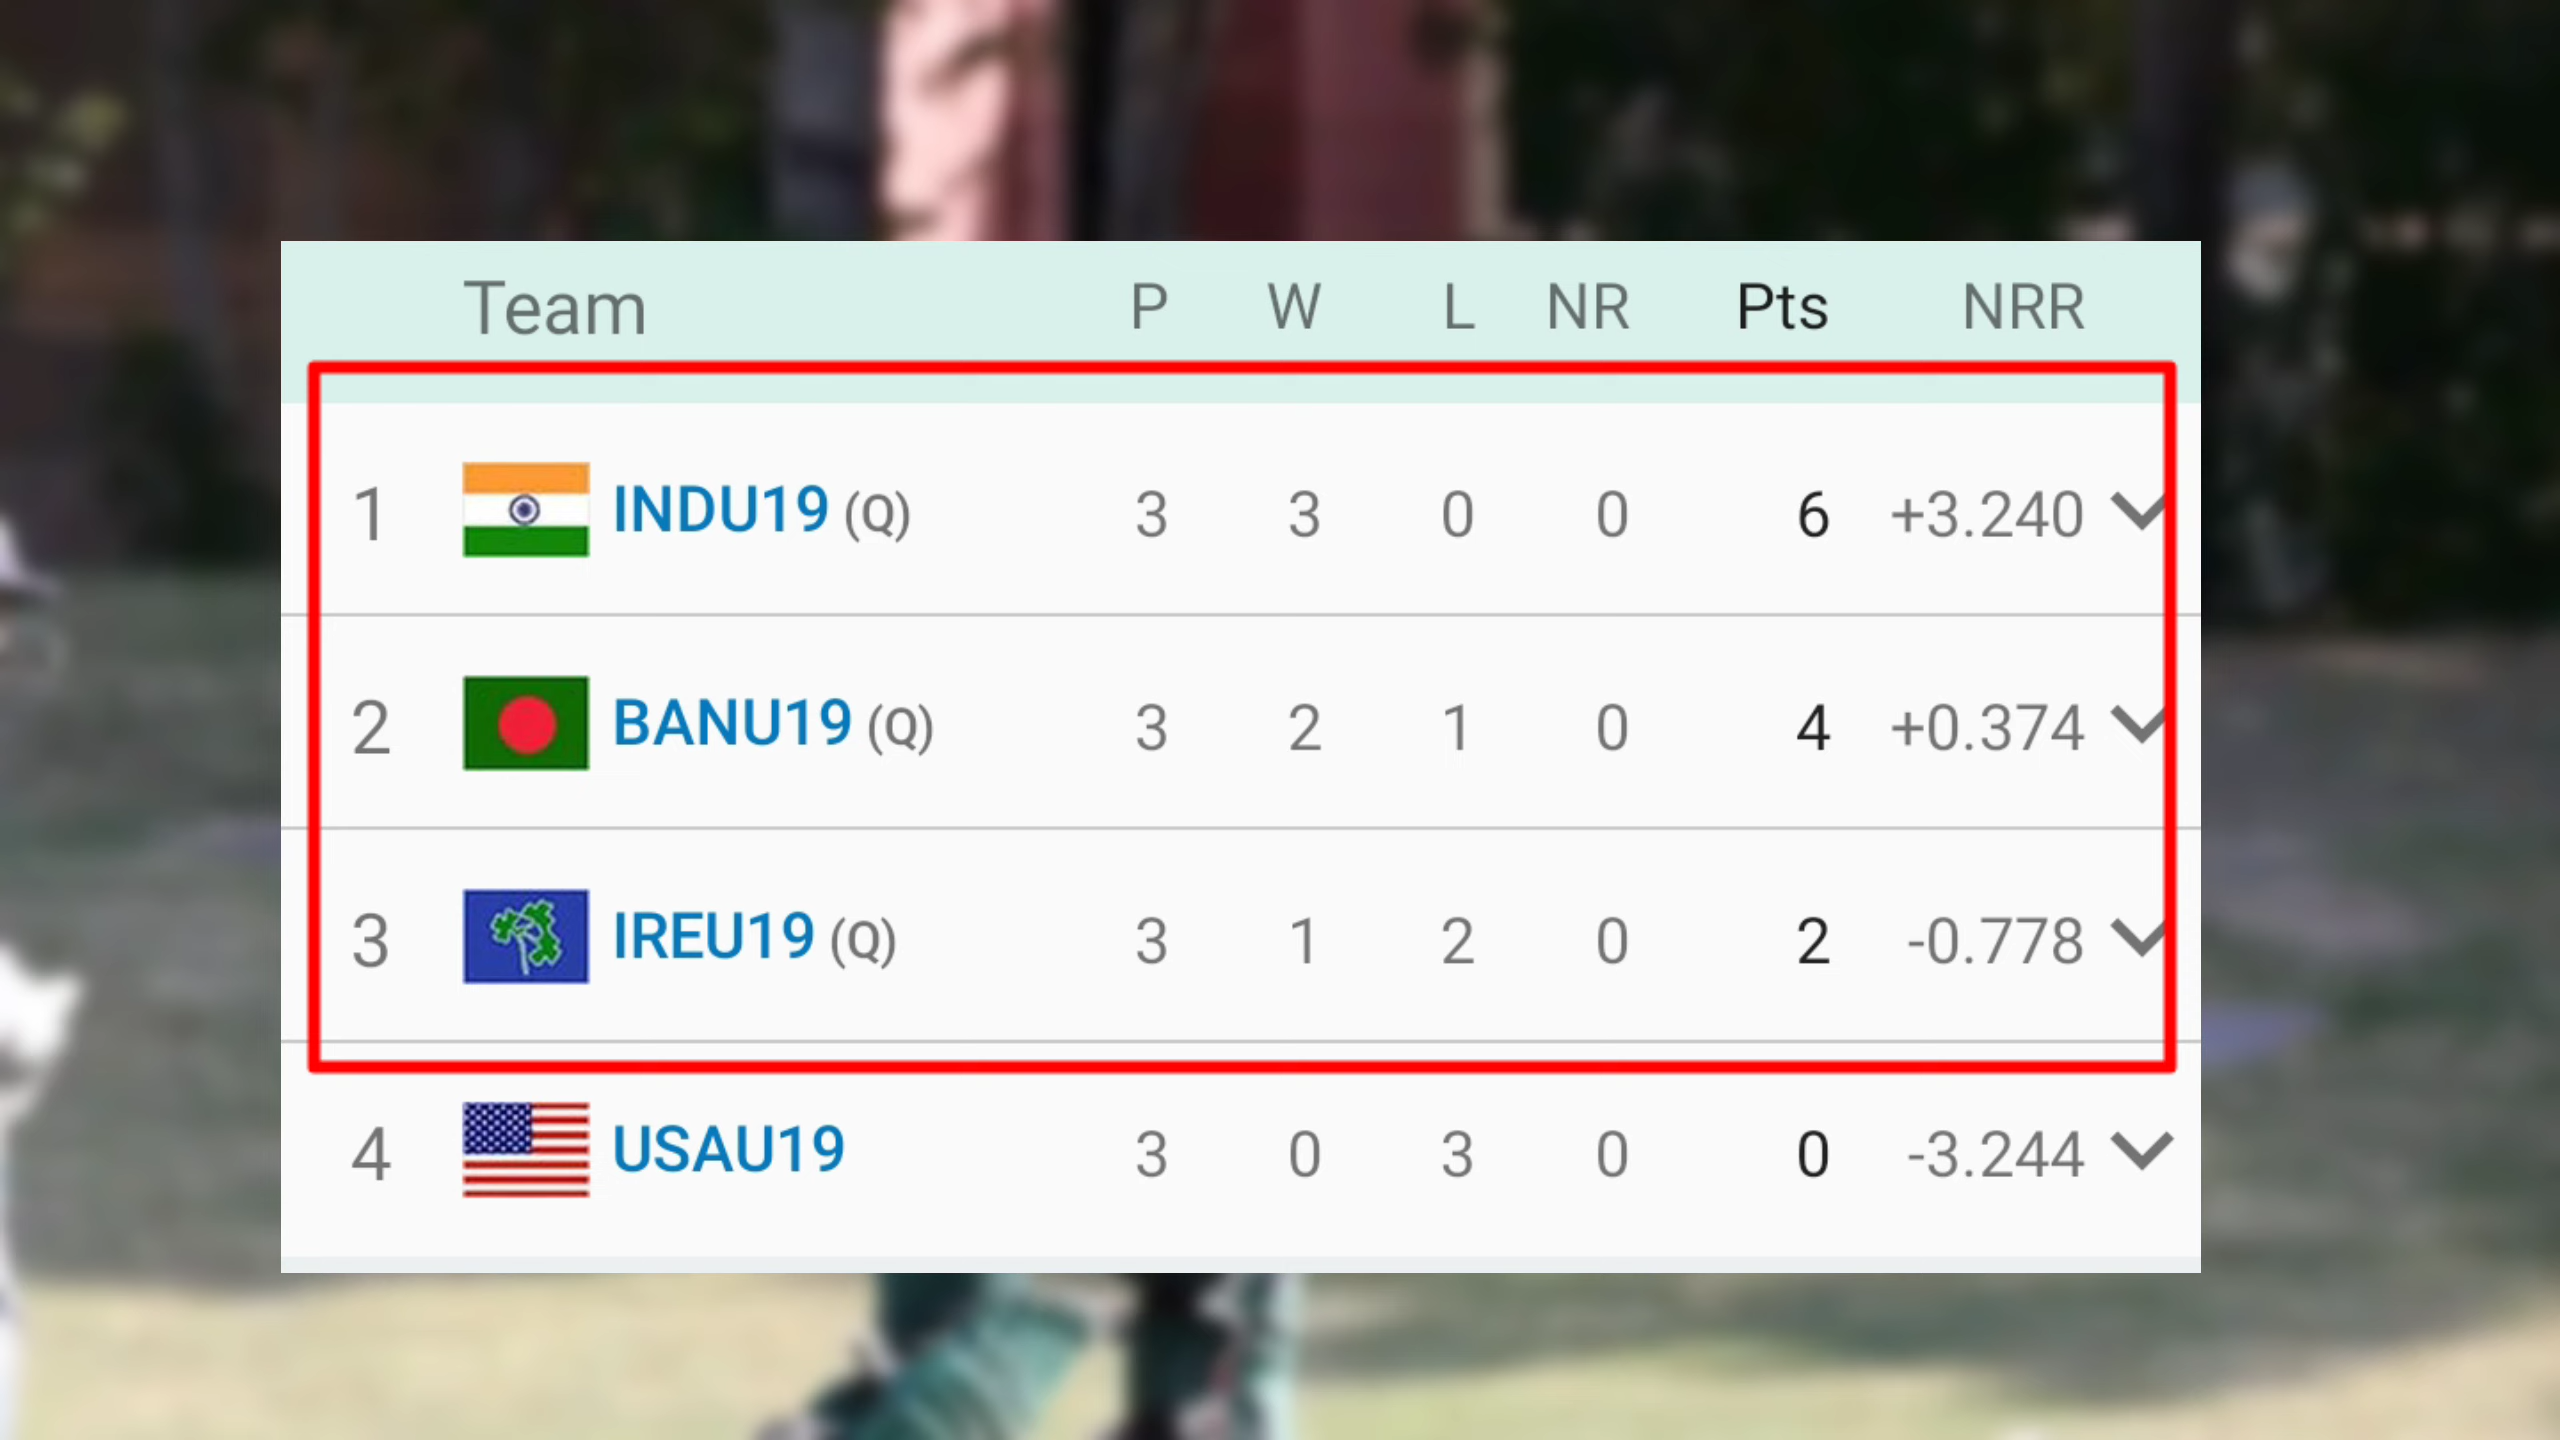 Team P W L NR Pts NRR
1 INDU19 (Q) 3 3 0 0 6 +3.240
2 BANU19 (Q) 3 2 1 0 4 +0.374
3 IREU19 (Q) 3 1 2 0 2 -0.778
4 USAU19 3 0 3 0 0 -3.244